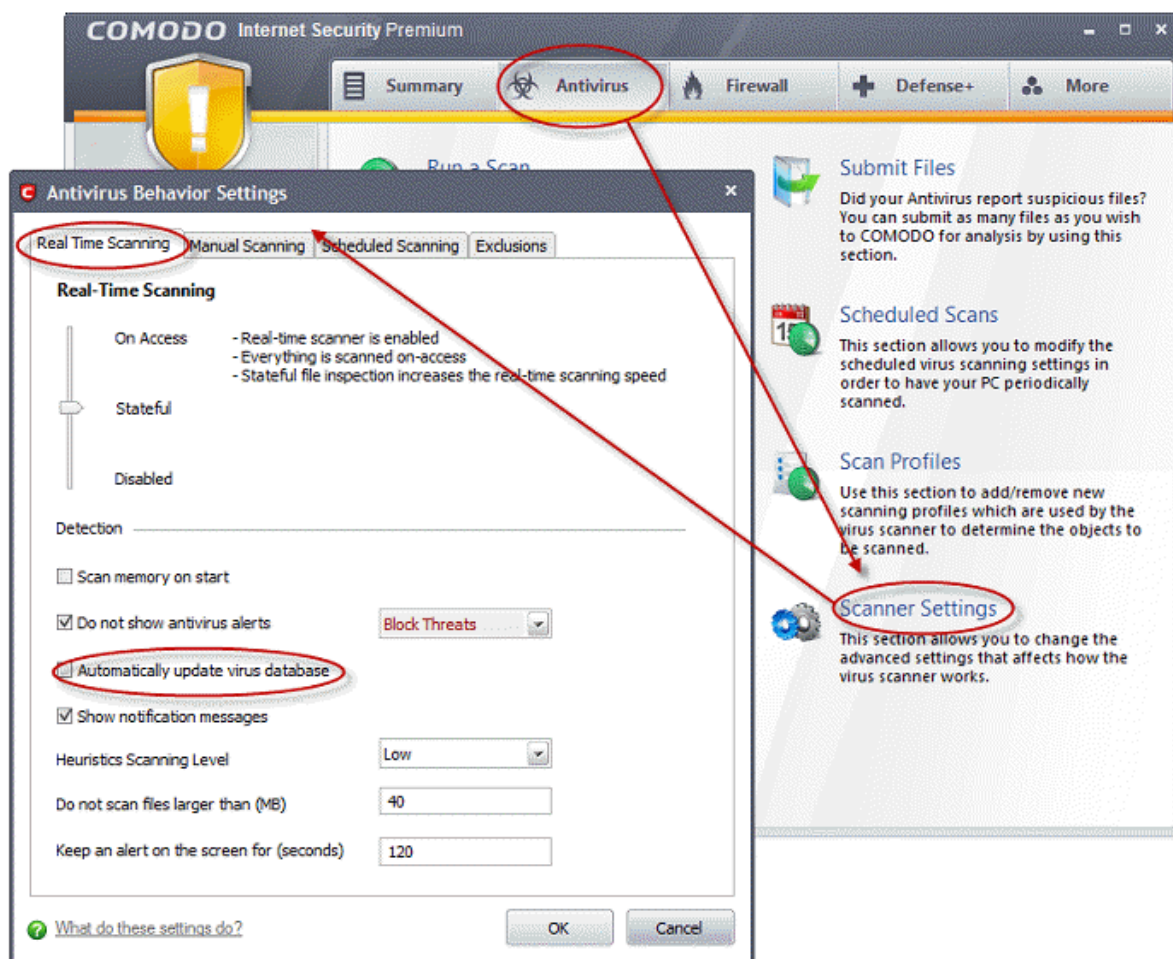 COMODO Internet Security Premium
Summary
Antivirus
Firewall
Defense+
More
Run a Scan
Submit Files
Did your Antivirus report suspicious files?
You can submit as many files as you wish
to COMODO for analysis by using this
section.
Scheduled Scans
This section allows you to modify the
scheduled virus scanning settings in
order to have your PC periodically
scanned.
Scan Profiles
Use this section to add/remove new
scanning profiles which are used by the
virus scanner to determine the objects to
be scanned.
Scanner Settings
This section allows you to change the
advanced settings that affects how the
virus scanner works.
Antivirus Behavior Settings
Real Time Scanning
Manual Scanning
Scheduled Scanning
Exclusions
Real-Time Scanning
On Access
- Real-time scanner is enabled
- Everything is scanned on-access
- Stateful file inspection increases the real-time scanning speed
Stateful
Disabled
Detection
Scan memory on start
Do not show antivirus alerts
Block Threats
Automatically update virus database
Show notification messages
Heuristics Scanning Level
Low
Do not scan files larger than (MB)
40
Keep an alert on the screen for (seconds)
120
What do these settings do?
OK
Cancel